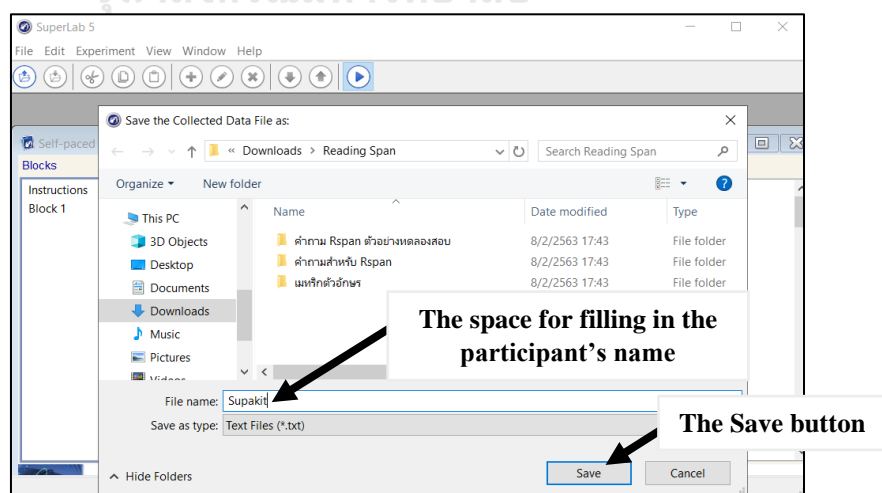 SuperLab 5
File Edit Experiment View Window Help
Save the Collected Data File as:
Self-paced
« Downloads > Reading Span
Search Reading Span
Blocks
Organize
New folder
Instructions
Block 1
Name
Date modified
Type
This PC
3D Objects
Desktop
Documents
Downloads
Music
Pictures
Videos
คำถาม Rspan ตัวอย่างทดลองสอบ 8/2/2563 17:43 File folder
คำถามสำหรับ Rspan 8/2/2563 17:43 File folder
เมทริกตัวอักษร 8/2/2563 17:43 File folder
The space for filling in the
participant's name
File name: Supakit
Save as type: Text Files (*.txt)
The Save button
Hide Folders
Save
Cancel